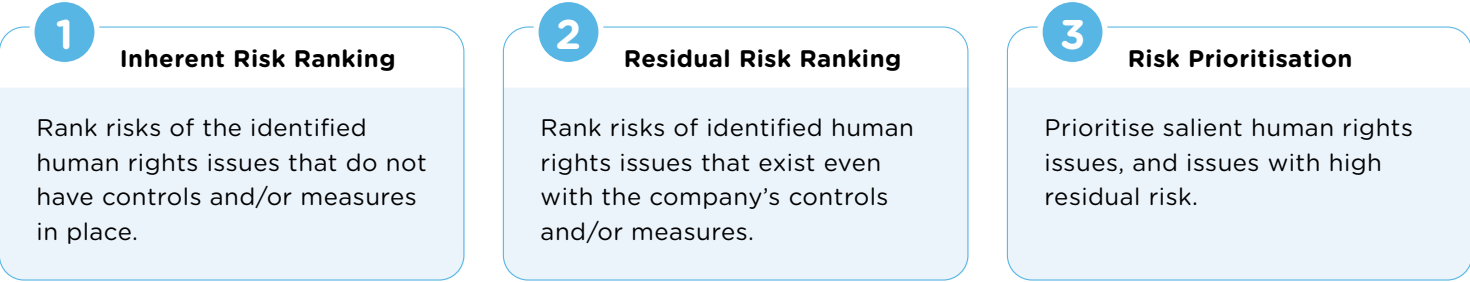 1
Inherent Risk Ranking
Rank risks of the identified
human rights issues that do not
have controls and/or measures
in place.
2
Residual Risk Ranking
Rank risks of identified human
rights issues that exist even
with the company’s controls
and/or measures.
3
Risk Prioritisation
Prioritise salient human rights
issues, and issues with high
residual risk.